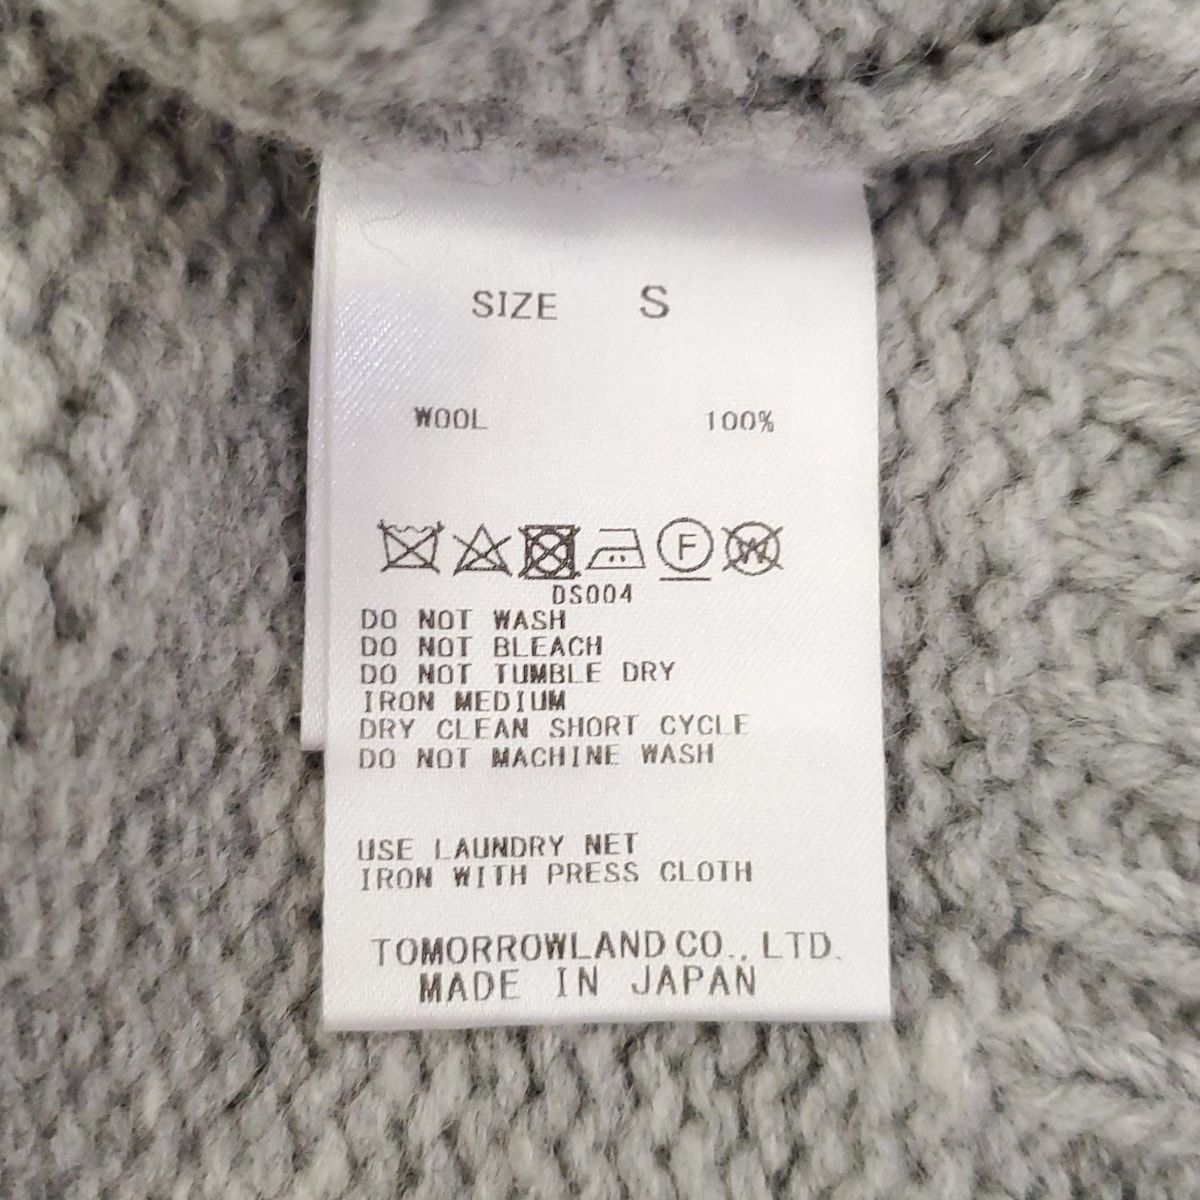 SIZE S
WOOL 100%
F W
DS004
DO NOT WASH
DO NOT BLEACH
DO NOT TUMBLE DRY
IRON MEDIUM
DRY CLEAN SHORT CYCLE
DO NOT MACHINE WASH
USE LAUNDRY NET
IRON WITH PRESS CLOTH
TOMORROWLAND CO., LTD.
MADE IN JAPAN